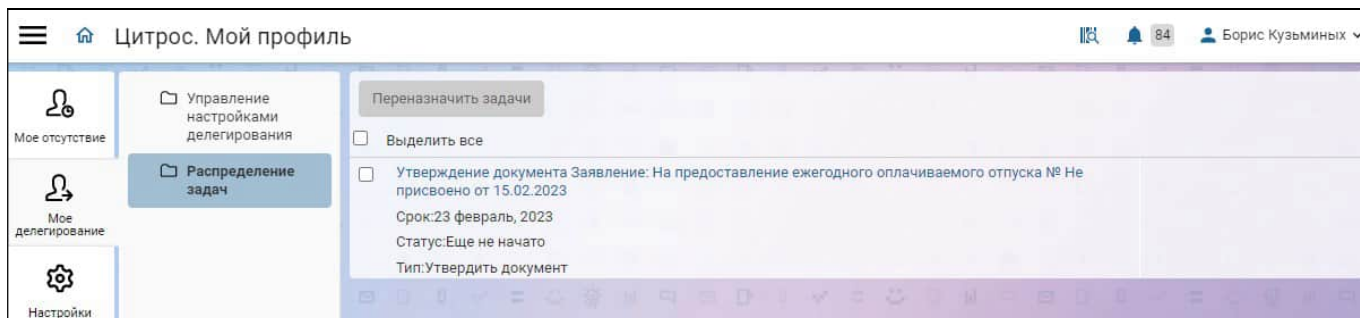 Цитрос. Мой профиль
84
Борис Кузьминых
Мое отсутствие
Мое
делегирование
Настройки
Управление
настройками
делегирования
Распределение
задач
Переназначить задачи
Выделить все
Утверждение документа Заявление: На предоставление ежегодного оплачиваемого отпуска № Не
присвоено от 15.02.2023
Срок:23 февраль, 2023
Статус:Еще не начато
Тип:Утвердить документ